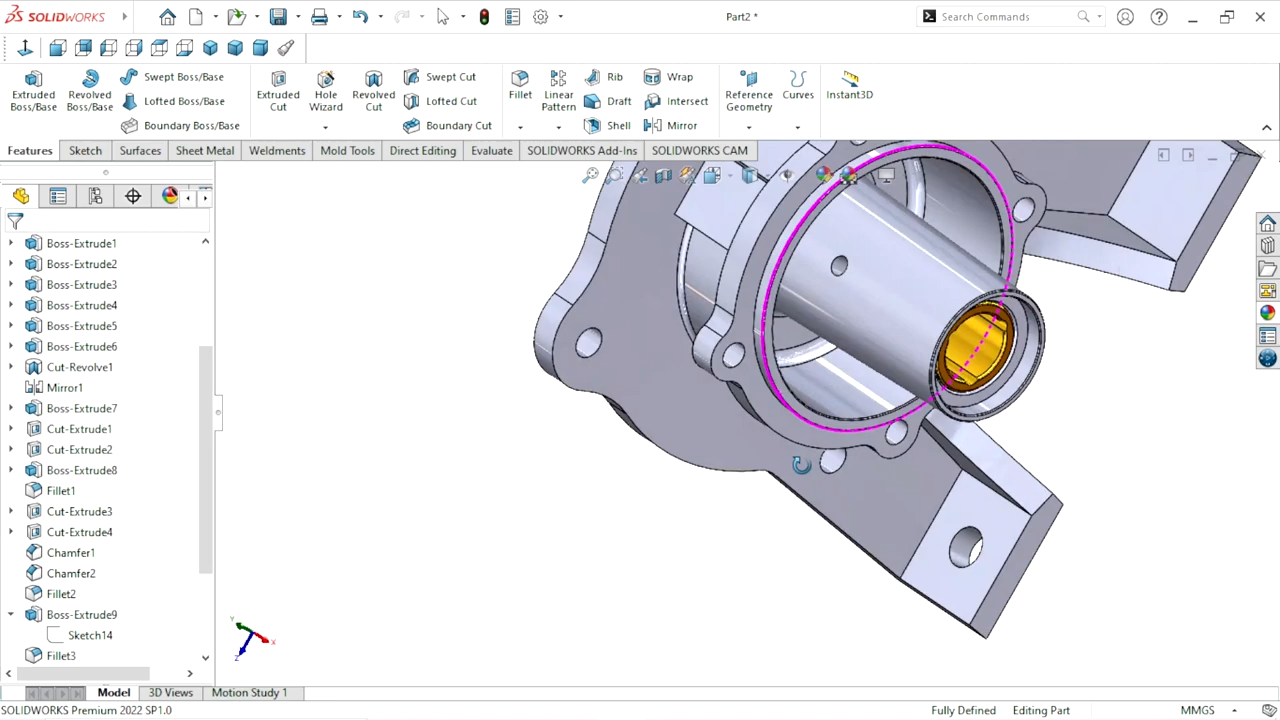 SOLIDWORKS
Part2 *
Search Commands
Extruded Boss/Base
Revolved Boss/Base
Swept Boss/Base
Lofted Boss/Base
Boundary Boss/Base
Extruded Cut
Hole Wizard
Revolved Cut
Swept Cut
Lofted Cut
Boundary Cut
Fillet
Linear Pattern
Rib
Draft
Shell
Wrap
Intersect
Mirror
Reference Geometry
Curves
Instant3D
Features
Sketch
Surfaces
Sheet Metal
Weldments
Mold Tools
Direct Editing
Evaluate
SOLIDWORKS Add-Ins
SOLIDWORKS CAM
Boss-Extrude1
Boss-Extrude2
Boss-Extrude3
Boss-Extrude4
Boss-Extrude5
Boss-Extrude6
Cut-Revolve1
Mirror1
Boss-Extrude7
Cut-Extrude1
Cut-Extrude2
Boss-Extrude8
Fillet1
Cut-Extrude3
Cut-Extrude4
Chamfer1
Chamfer2
Fillet2
Boss-Extrude9
Sketch14
Fillet3
Y
X
Z
Model
3D Views
Motion Study 1
SOLIDWORKS Premium 2022 SP1.0
Fully Defined
Editing Part
MMGS